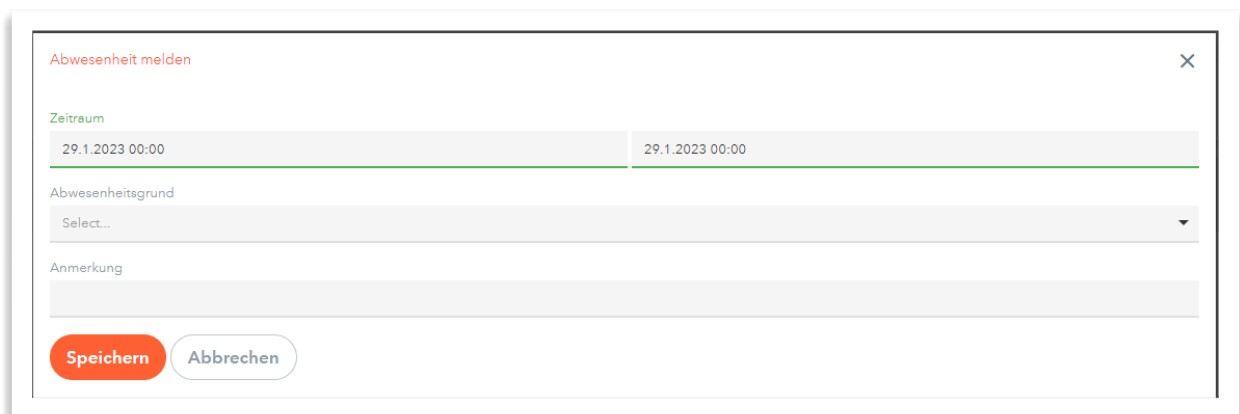 Abwesenheit melden
Zeitraum
29.1.2023 00:00 29.1.2023 00:00
Abwesenheitsgrund
Select...
Anmerkung
Speichern Abbrechen